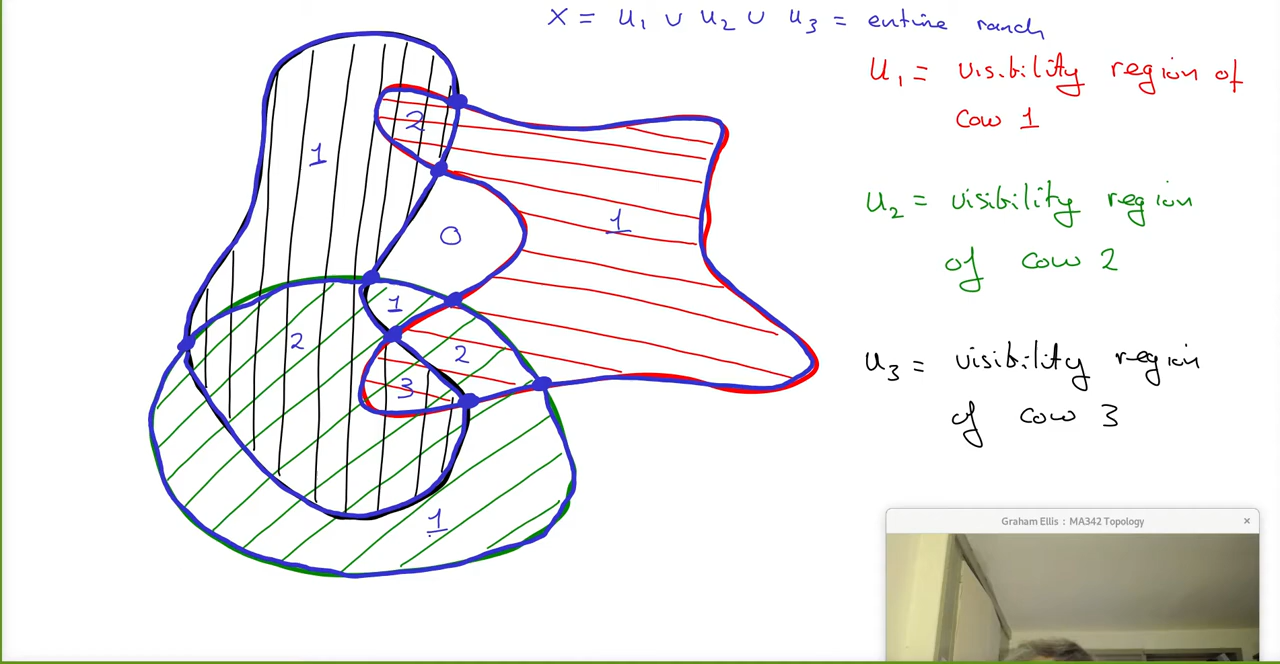 X = U₁ ∪ U₂ ∪ U₃ = entire ranch
U₁ = visibility region of
cow 1
U₂ = visibility region
of cow 2
U₃ = visibility region
of cow 3
2
1
1
0
1
2
2
3
1
Graham Ellis : MA342 Topology ×